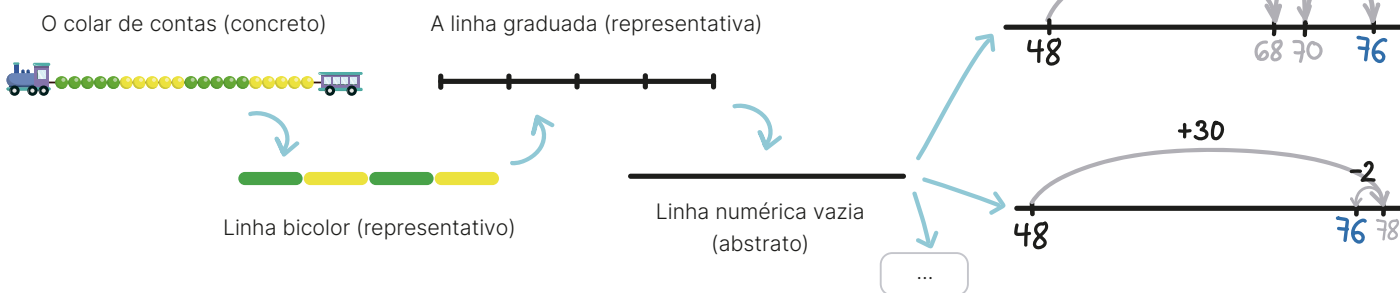 O colar de contas (concreto)
A linha graduada (representativa)
48
68
70
76
+30
-2
Linha bicolor (representativo)
Linha numérica vazia
(abstrato)
48
76
78
...